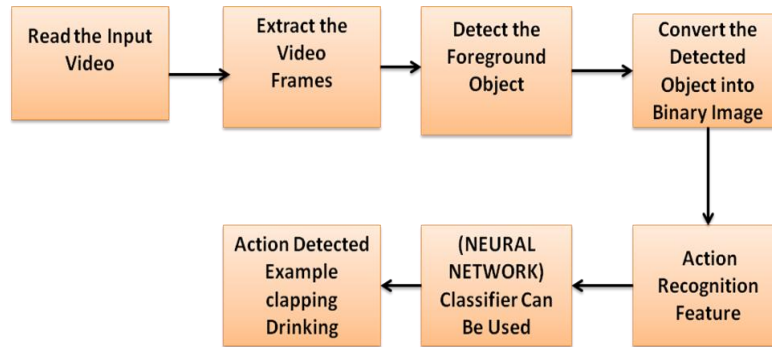 Read the Input
Video
Extract the
Video
Frames
Detect the
Foreground
Object
Convert the
Detected
Object into
Binary Image
Action
Recognition
Feature
(NEURAL
NETWORK)
Classifier Can
Be Used
Action Detected
Example
clapping
Drinking